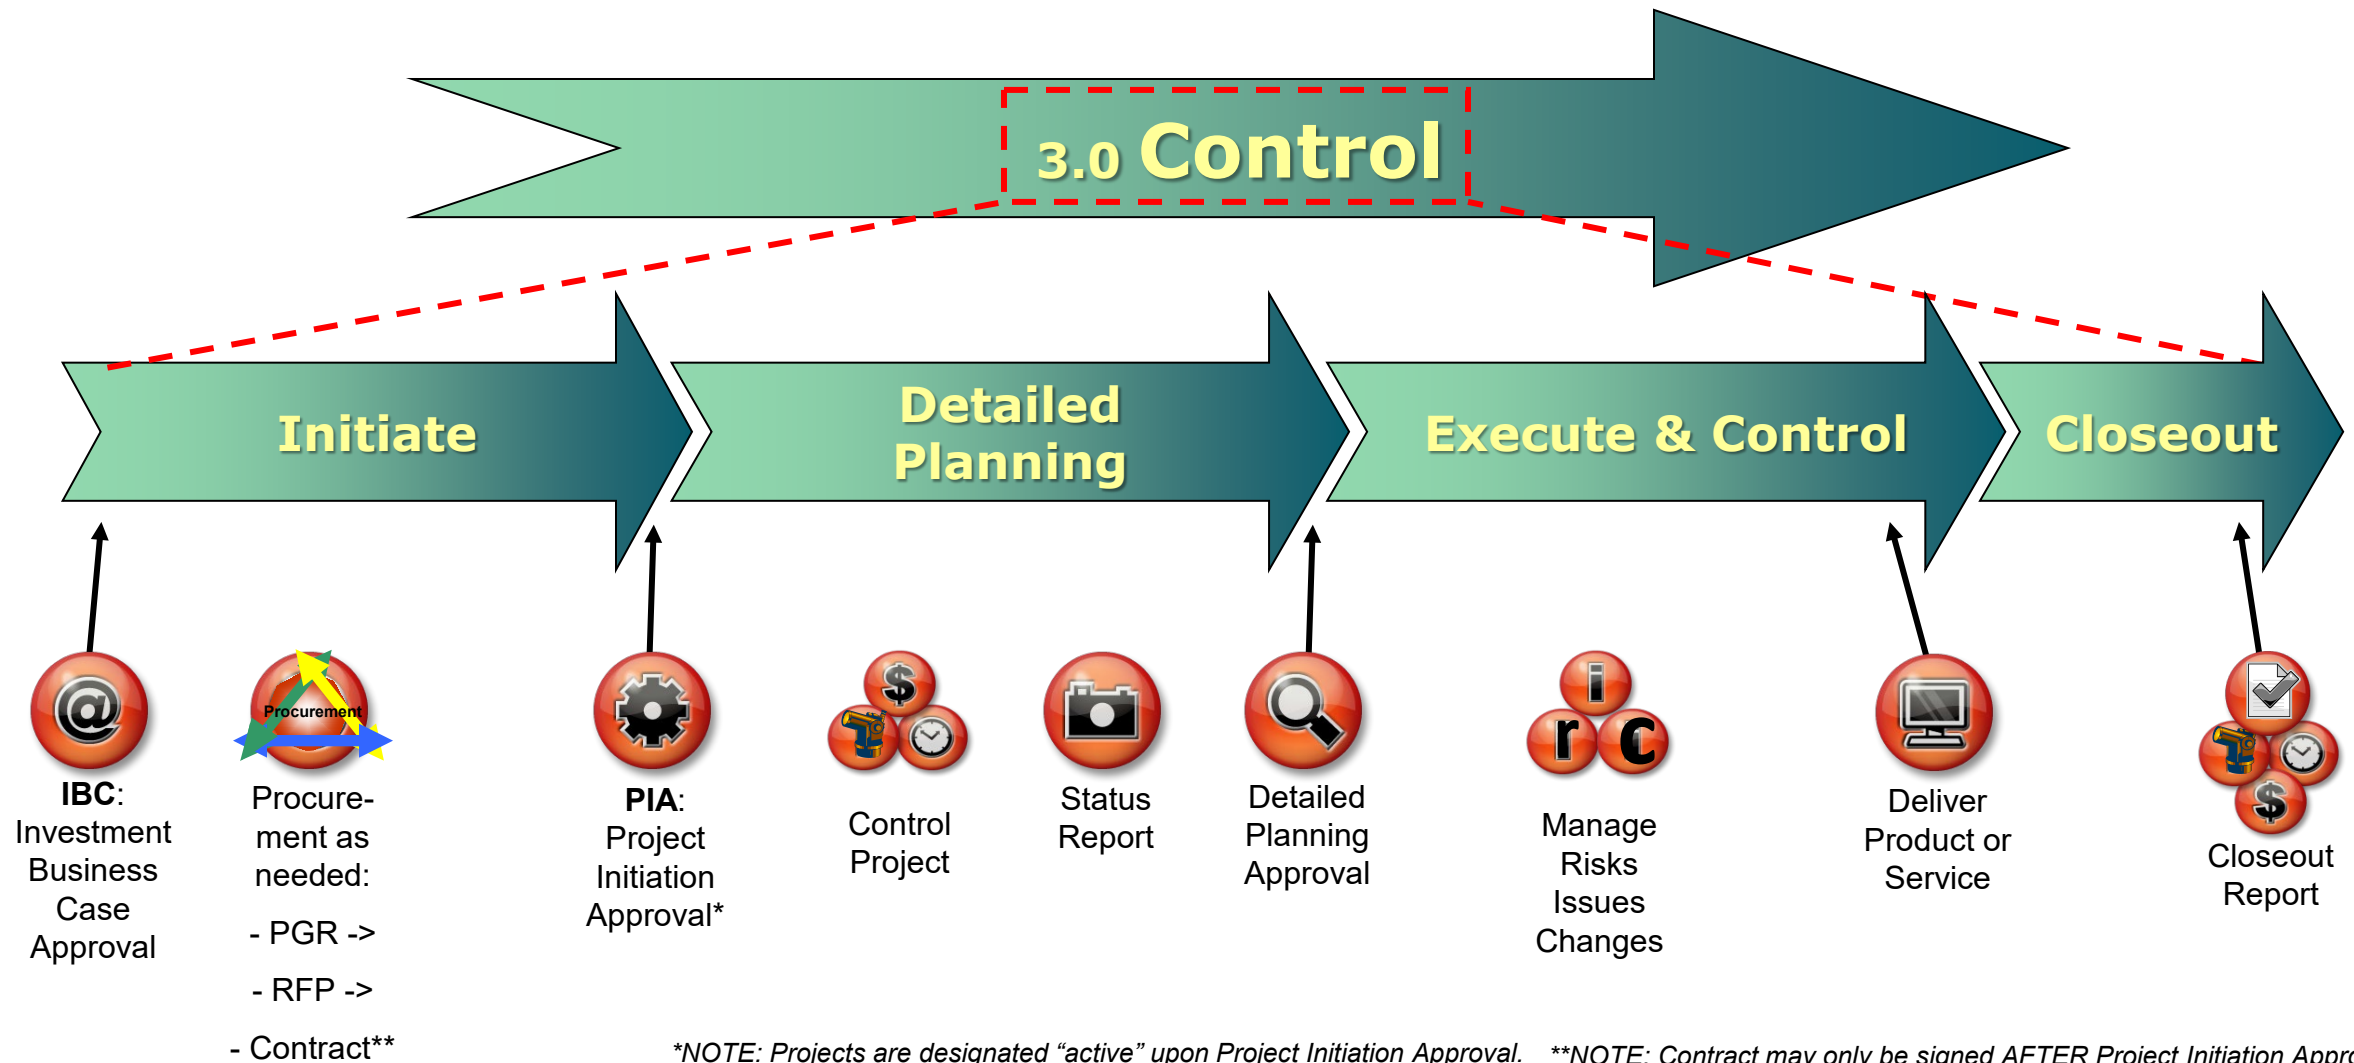 3.0 Control
Initiate
Detailed
Planning
Execute & Control
Closeout
@
Procurement
$
i
r c
$
IBC:
Investment
Business
Case
Approval
Procure-
ment as
needed:
- PGR ->
- RFP ->
- Contract**
PIA:
Project
Initiation
Approval*
Control
Project
Status
Report
Detailed
Planning
Approval
Manage
Risks
Issues
Changes
Deliver
Product or
Service
Closeout
Report
*NOTE: Projects are designated “active” upon Project Initiation Approval.
**NOTE: Contract may only be signed AFTER Project Initiation Appro